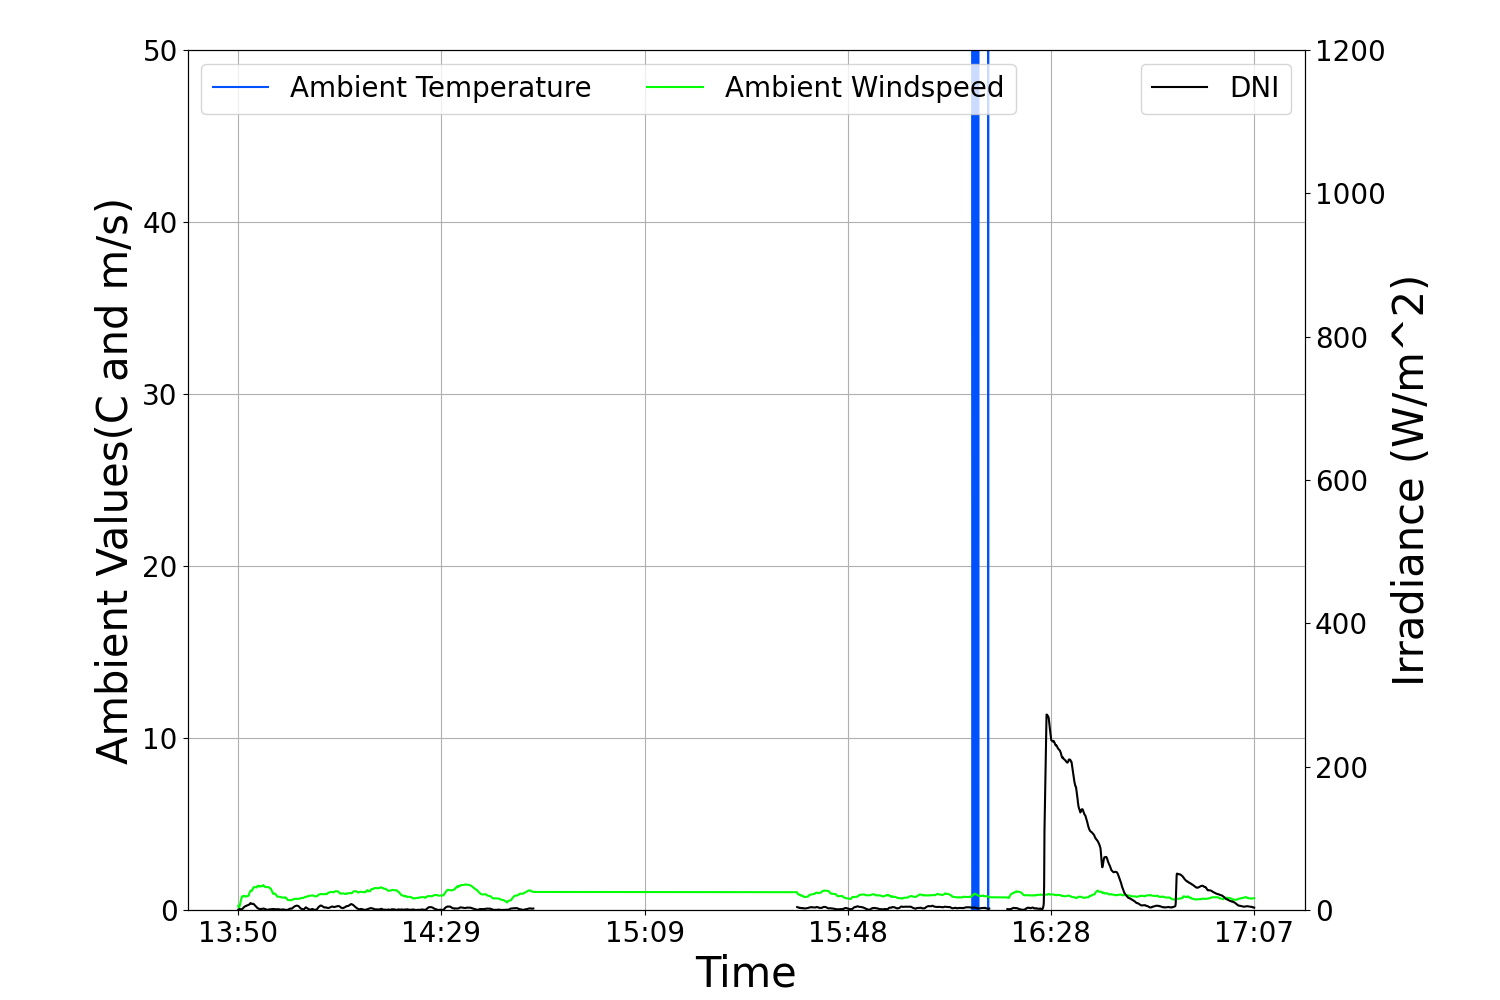 Ambient Temperature
Ambient Windspeed
DNI
Ambient Values(C and m/s)
50
40
30
20
10
0
1200
1000
800
600
400
200
0
Irradiance (W/m^2)
13:50 14:29 15:09 15:48 16:28 17:07
Time